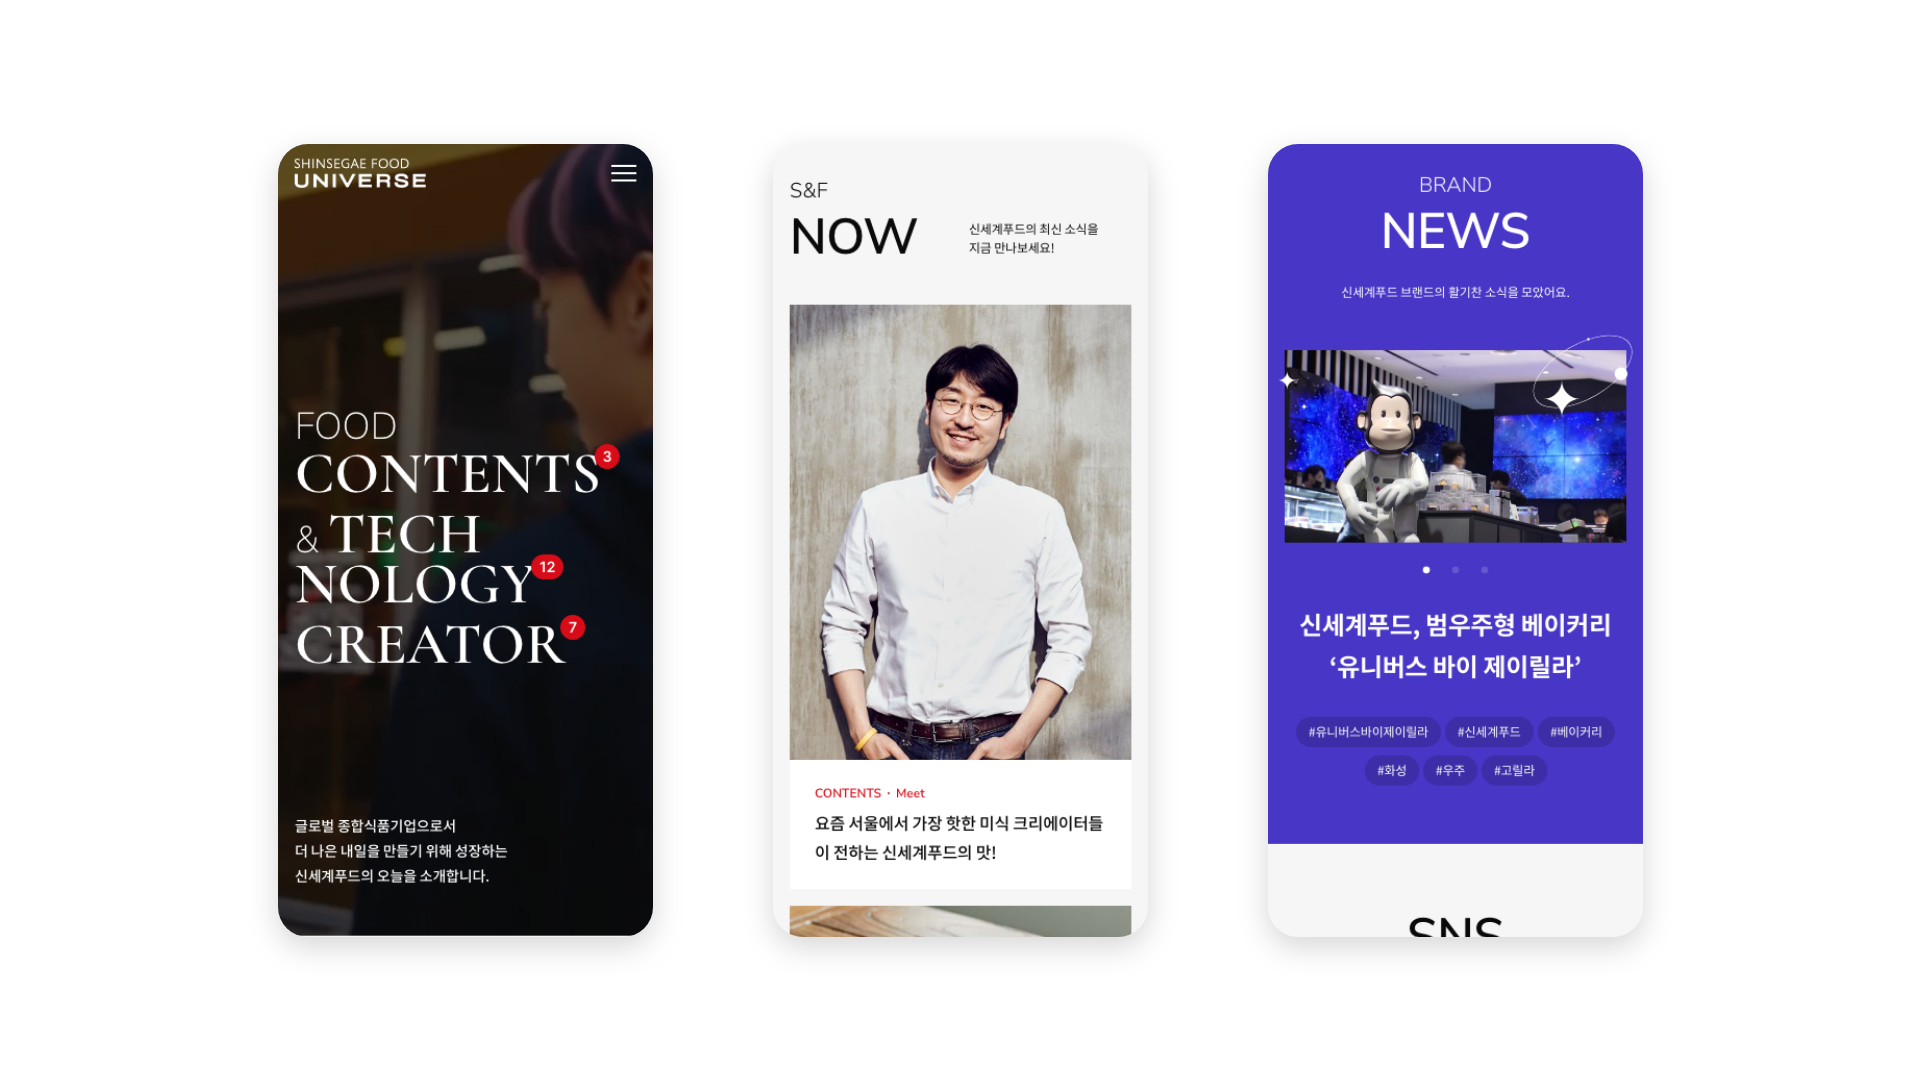 SHINSEGAE FOOD
UNIVERSE
FOOD
CONTENTS 3
& TECH
NOLOGY 12
CREATOR 7
글로벌 종합식품기업으로서
더 나은 내일을 만들기 위해 성장하는
신세계푸드의 오늘을 소개합니다.
S&F
NOW
신세계푸드의 최신 소식을
지금 만나보세요!
CONTENTS · Meet
요즘 서울에서 가장 핫한 미식 크리에이터들
이 전하는 신세계푸드의 맛!
BRAND
NEWS
신세계푸드 브랜드의 활기찬 소식을 모았어요.
신세계푸드, 범우주형 베이커리
‘유니버스 바이 제이릴라’
#유니버스바이제이릴라 #신세계푸드 #베이커리
#화성 #우주 #고릴라
SNS